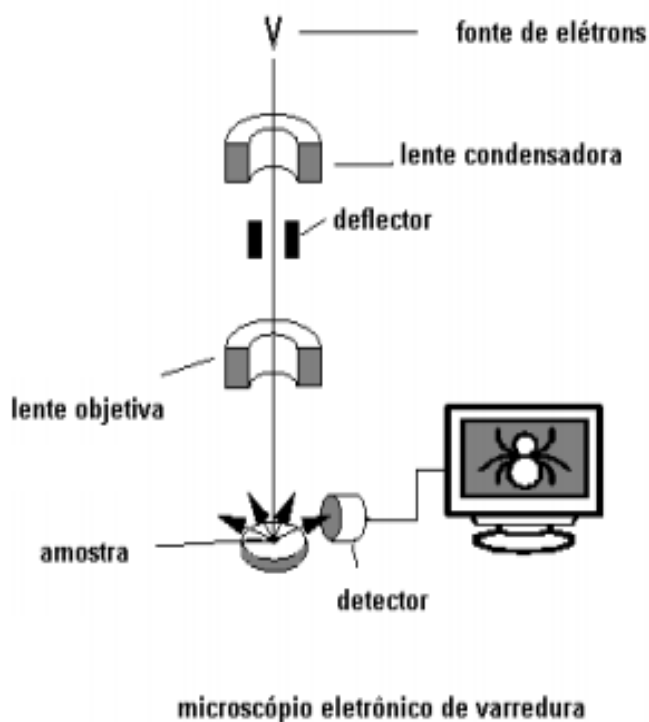 fonte de elétrons
lente condensadora
deflector
lente objetiva
amostra
detector
microscópio eletrônico de varredura